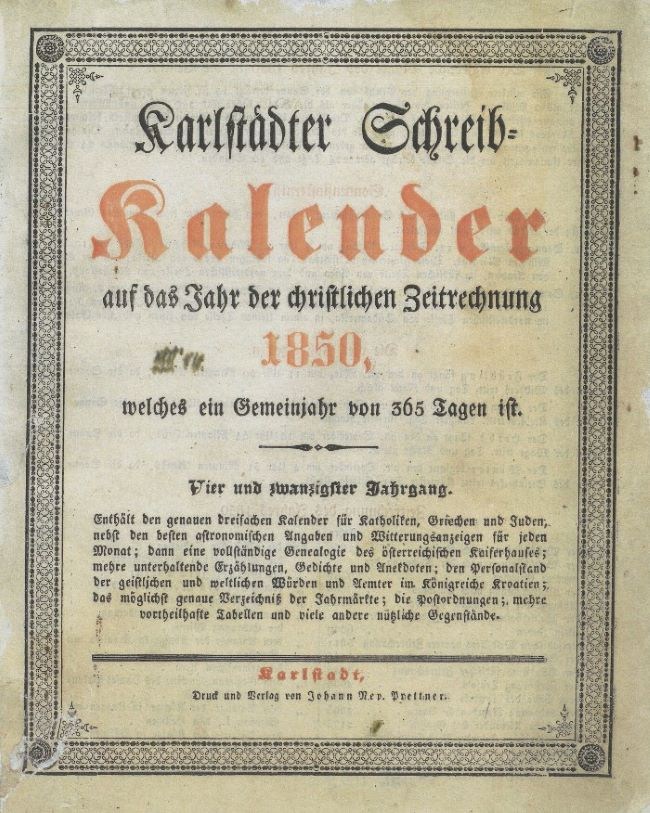 Karlstädter Schreib-
Kalender
auf das Jahr der christlichen Zeitrechnung
1850,
welches ein Gemeinjahr von 365 Tagen ist.
Vier und zwanzigster Jahrgang.
Enthält den genauen dreifachen Kalender für Katholiken, Griechen und Juden,
nebst den besten astronomischen Angaben und Witterungsanzeigen für jeden
Monat; dann eine vollständige Genealogie des österreichischen Kaiserhauses;
mehre unterhaltende Erzählungen, Gedichte und Anekdoten; den Personalstand
der geistlichen und weltlichen Würden und Aemter im Königreiche Kroatien;
das möglichst genaue Verzeichniß der Jahrmärkte; die Postordnungen; mehre
vortheilhafte Tabellen und viele andere nützliche Gegenstände.
Karlstadt,
Druck und Verlag von Johann Nep. Prettner.